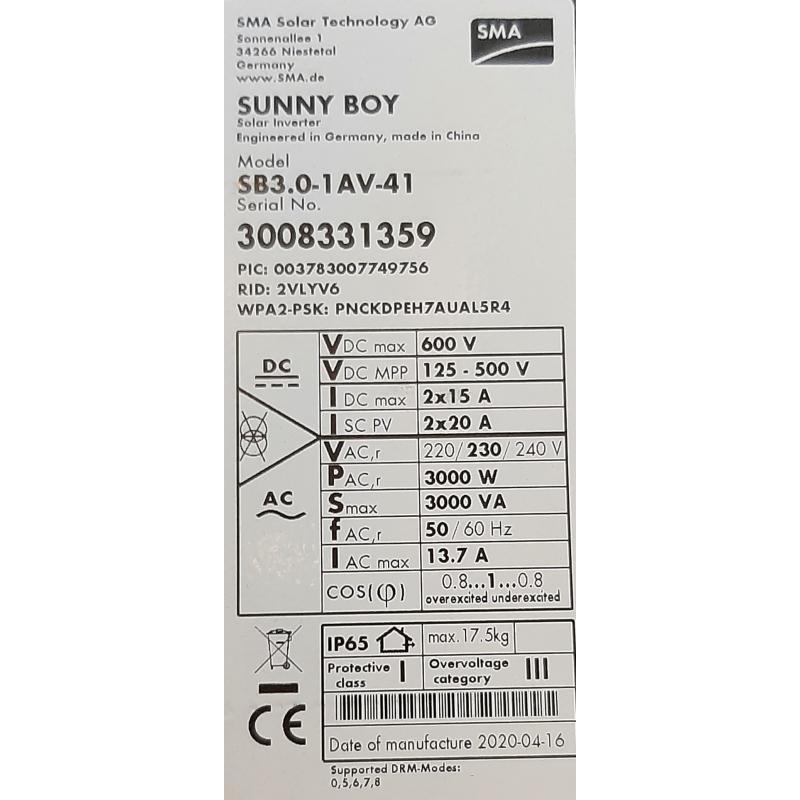 SMA Solar Technology AG
Sonnenallee 1
34266 Niestetal
Germany
www.SMA.de
SMA
SUNNY BOY
Solar Inverter
Engineered in Germany, made in China
Model
SB3.0-1AV-41
Serial No.
3008331359
PIC: 003783007749756
RID: 2VLYV6
WPA2-PSK: PNCKDPEH7AUAL5R4
DC
VDC max 600 V
VDC MPP 125 - 500 V
I DC max 2x15 A
I SC PV 2x20 A
AC
VAC,r 220/230/240 V
PAC,r 3000 W
Smax 3000 VA
fAC,r 50/60 Hz
I AC max 13.7 A
COS(φ) 0.8...1...0.8
overexcited underexcited
IP65 max.17.5kg
Protective class I Overvoltage category III
CE
Date of manufacture 2020-04-16
Supported DRM-Modes:
0,5,6,7,8